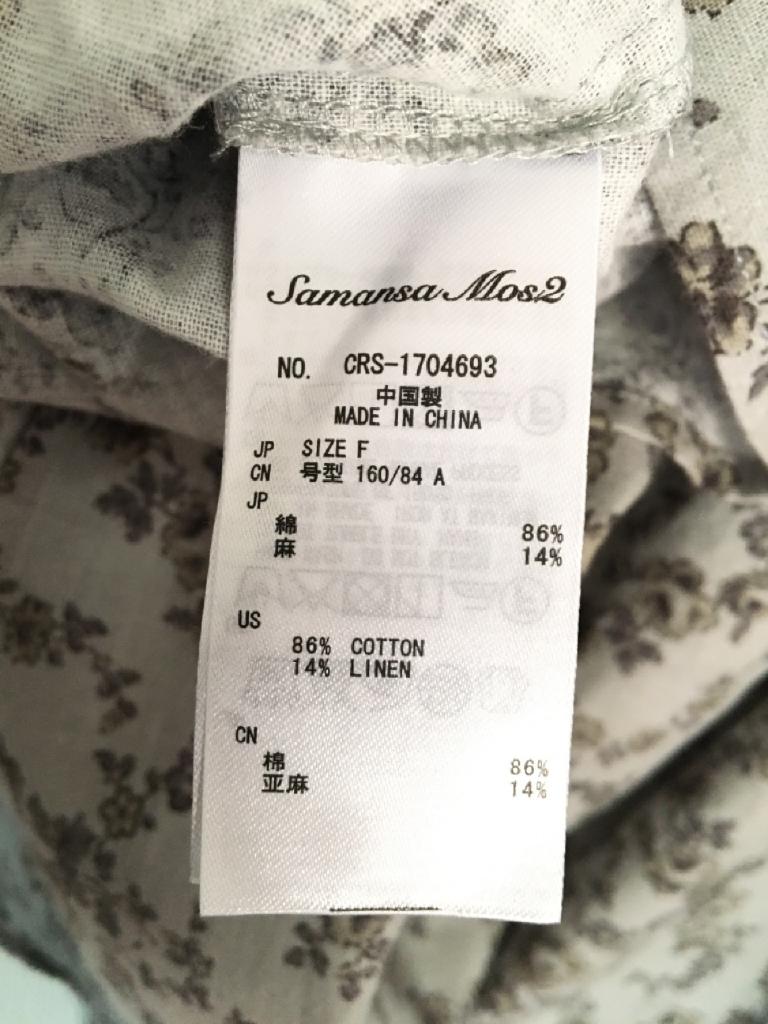 Samansa Mos2
NO. CRS-1704693
中国製
MADE IN CHINA
JP SIZE F
CN 号型 160/84 A
JP
綿 86%
麻 14%
US
86% COTTON
14% LINEN
CN
棉 86%
亚麻 14%